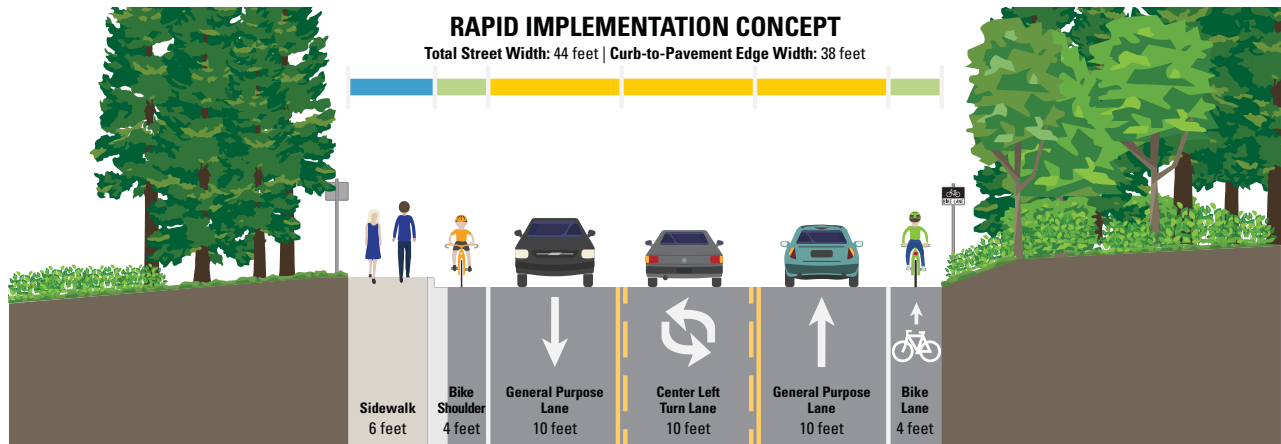 RAPID IMPLEMENTATION CONCEPT
Total Street Width: 44 feet | Curb-to-Pavement Edge Width: 38 feet
BIKE LANE
Sidewalk
6 feet
Bike
Shoulder
4 feet
General Purpose
Lane
10 feet
Center Left
Turn Lane
10 feet
General Purpose
Lane
10 feet
Bike
Lane
4 feet